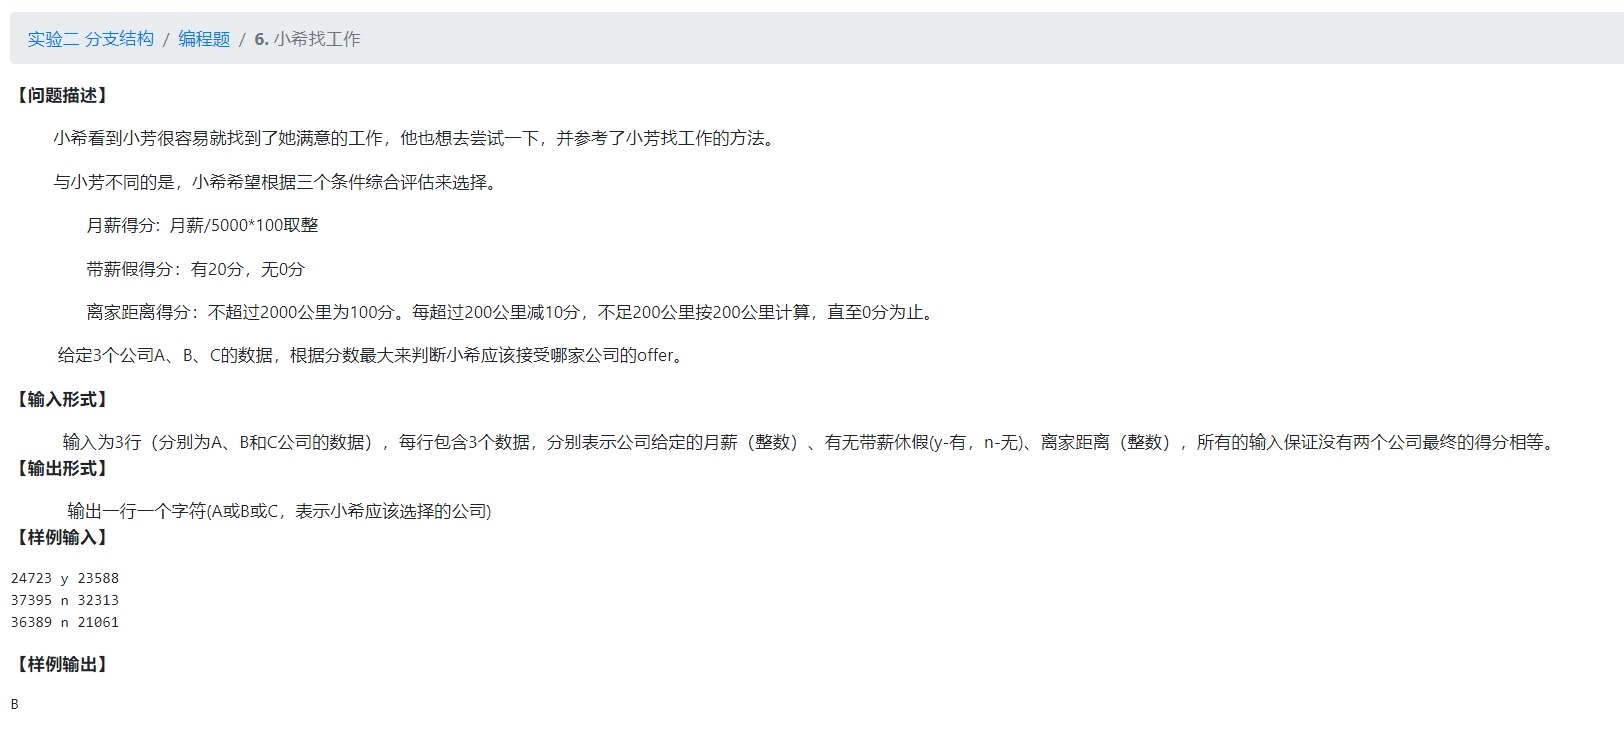 实验二 分支结构 / 编程题 / 6. 小希找工作
【问题描述】
小希看到小芳很容易就找到了她满意的工作，他也想去尝试一下，并参考了小芳找工作的方法。
与小芳不同的是，小希希望根据三个条件综合评估来选择。
月薪得分: 月薪/5000*100取整
带薪假得分：有20分，无0分
离家距离得分：不超过2000公里为100分。每超过200公里减10分，不足200公里按200公里计算，直至0分为止。
给定3个公司A、B、C的数据，根据分数最大来判断小希应该接受哪家公司的offer。
【输入形式】
输入为3行（分别为A、B和C公司的数据），每行包含3个数据，分别表示公司给定的月薪（整数）、有无带薪休假(y-有，n-无)、离家距离（整数），所有的输入保证没有两个公司最终的得分相等。
【输出形式】
输出一行一个字符(A或B或C，表示小希应该选择的公司)
【样例输入】
24723 y 23588
37395 n 32313
36389 n 21061
【样例输出】
B